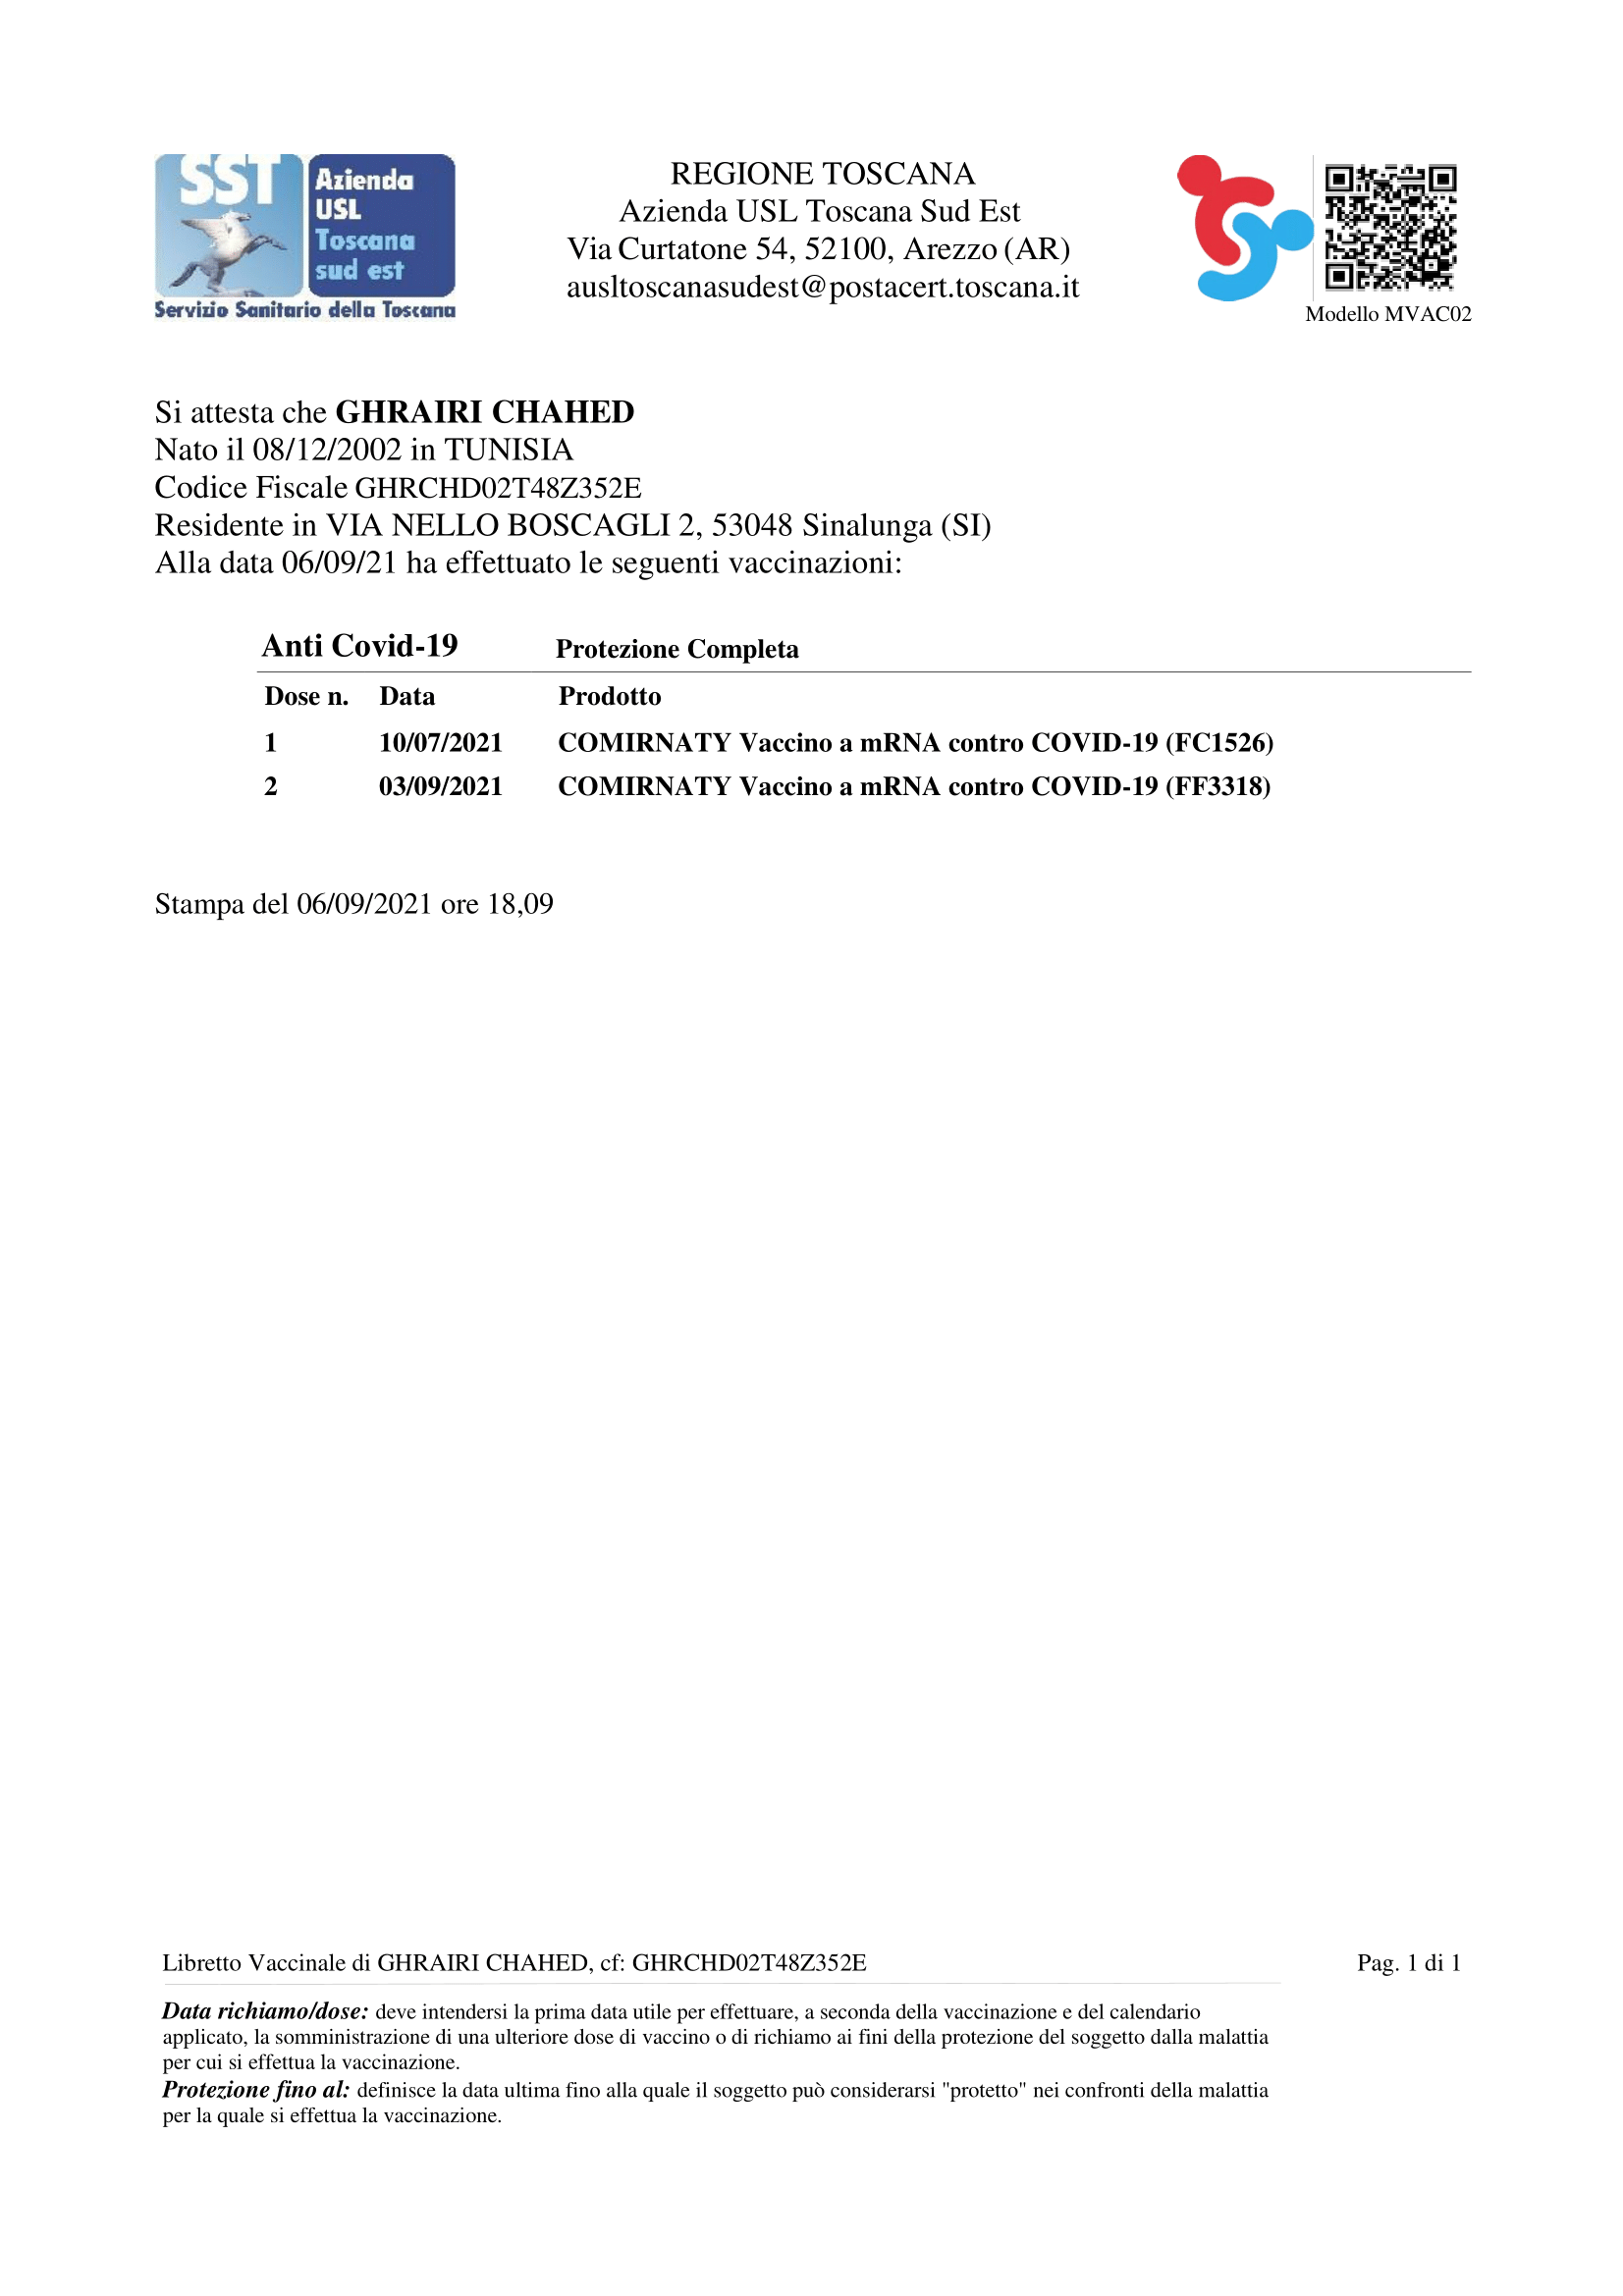 SST
Azienda
USL
Toscana
sud est
Servizio Sanitario della Toscana
REGIONE TOSCANA
Azienda USL Toscana Sud Est
Via Curtatone 54, 52100, Arezzo (AR)
ausltoscanasudest@postacert.toscana.it
Modello MVAC02
Si attesta che GHRAIRI CHAHED
Nato il 08/12/2002 in TUNISIA
Codice Fiscale GHRCHD02T48Z352E
Residente in VIA NELLO BOSCAGLI 2, 53048 Sinalunga (SI)
Alla data 06/09/21 ha effettuato le seguenti vaccinazioni:
Anti Covid-19 Protezione Completa
Dose n. Data Prodotto
1 10/07/2021 COMIRNATY Vaccino a mRNA contro COVID-19 (FC1526)
2 03/09/2021 COMIRNATY Vaccino a mRNA contro COVID-19 (FF3318)
Stampa del 06/09/2021 ore 18,09
Libretto Vaccinale di GHRAIRI CHAHED, cf: GHRCHD02T48Z352E Pag. 1 di 1
Data richiamo/dose: deve intendersi la prima data utile per effettuare, a seconda della vaccinazione e del calendario
applicato, la somministrazione di una ulteriore dose di vaccino o di richiamo ai fini della protezione del soggetto dalla malattia
per cui si effettua la vaccinazione.
Protezione fino al: definisce la data ultima fino alla quale il soggetto può considerarsi "protetto" nei confronti della malattia
per la quale si effettua la vaccinazione.